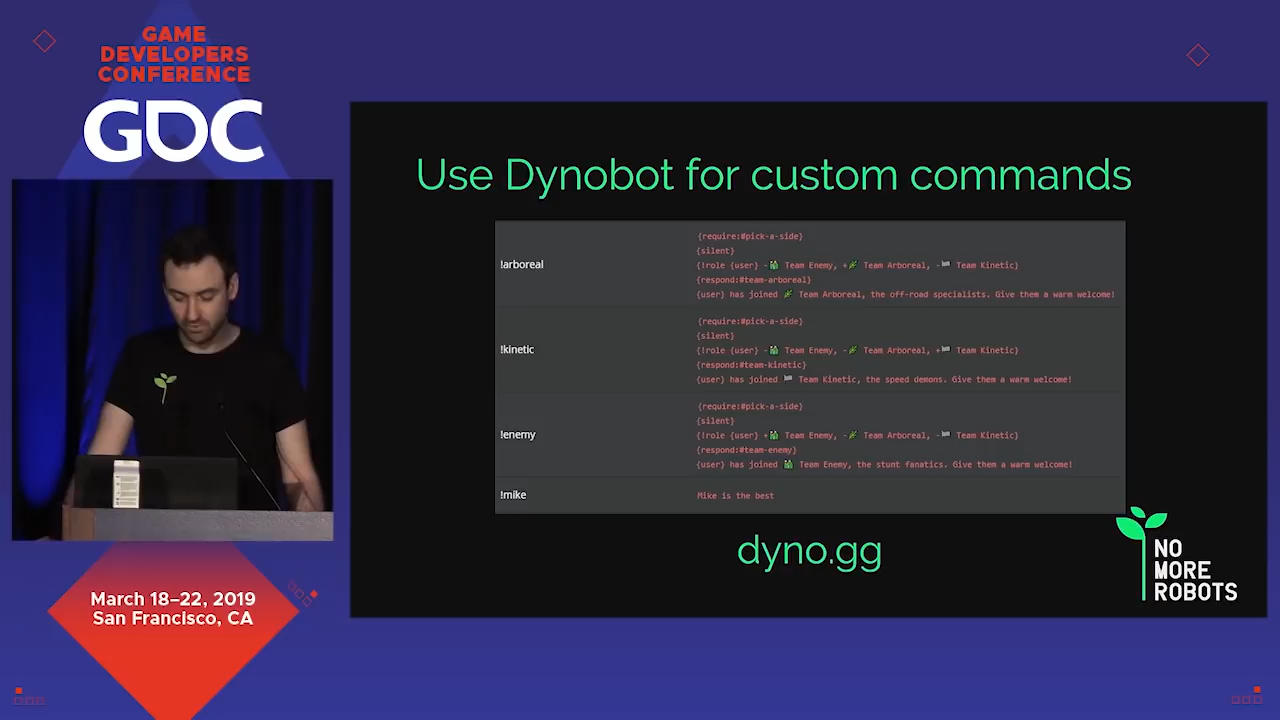 GAME
DEVELOPERS
CONFERENCE
GDC
March 18–22, 2019
San Francisco, CA
Use Dynobot for custom commands
!arboreal
{require:#pick-a-side}
{silent}
{!role {user} - Team Enemy, + Team Arboreal, - Team Kinetic}
{respond:#team-arboreal}
{user} has joined Team Arboreal, the off-road specialists. Give them a warm welcome!
!kinetic
{require:#pick-a-side}
{silent}
{!role {user} - Team Enemy, - Team Arboreal, + Team Kinetic}
{respond:#team-kinetic}
{user} has joined Team Kinetic, the speed demons. Give them a warm welcome!
!enemy
{require:#pick-a-side}
{silent}
{!role {user} + Team Enemy, - Team Arboreal, - Team Kinetic}
{respond:#team-enemy}
{user} has joined Team Enemy, the stunt fanatics. Give them a warm welcome!
!mike
Mike is the best
dyno.gg
NO
MORE
ROBOTS